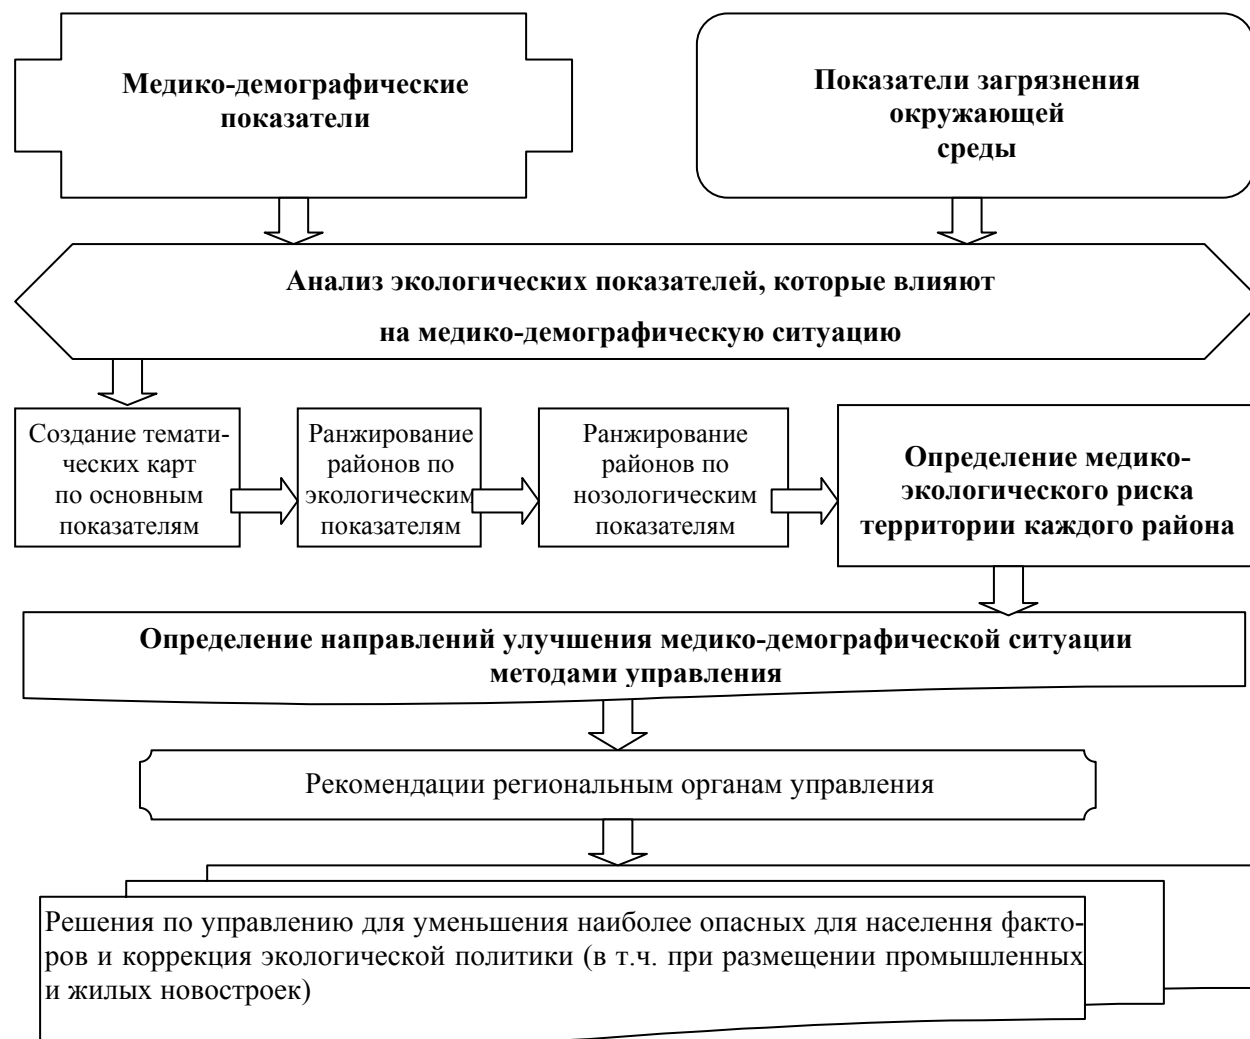 Медико-демографические
показатели
Показатели загрязнения
окружающей
среды
Анализ экологических показателей, которые влияют
на медико-демографическую ситуацию
Создание темати-
ческих карт
по основным
показателям
Ранжирование
районов по
экологическим
показателям
Ранжирование
районов по
нозологическим
показателям
Определение медико-
экологического риска
территории каждого района
Определение направлений улучшения медико-демографической ситуации
методами управления
Рекомендации региональным органам управления
Решения по управлению для уменьшения наиболее опасных для населення факто-
ров и коррекция экологической политики (в т.ч. при размещении промышленных
и жилых новостроек)